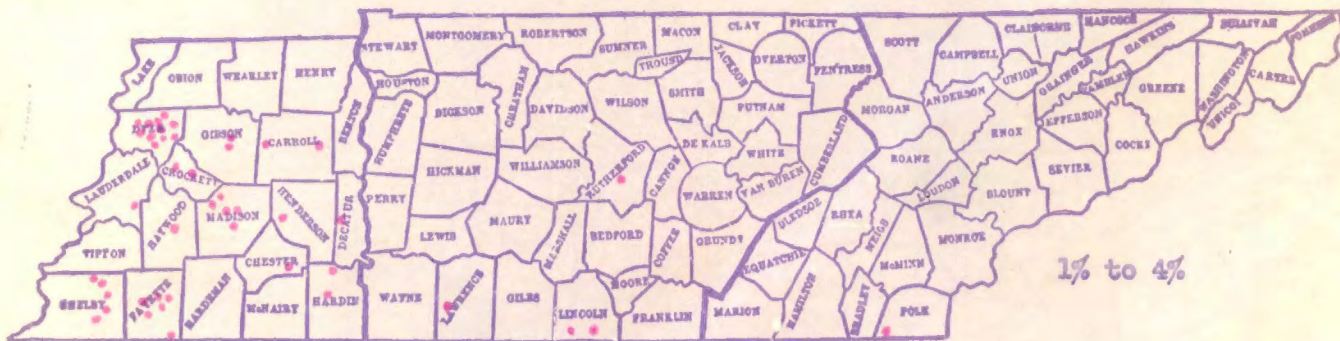 STEWART
MONTGOMERY
ROBERTSON
SUMNER
MACON
CLAY
PICKETT
SCOTT
CAMPBELL
CLAIBORNE
HANCOCK
HAWKINS
LAKE
OBION
WEAKLEY
HENRY
HOUSTON
TROUSD
JACKSON
OVERTON
FENTRESS
UNION
GRAINGER
GREENE
WASHINGTON
CARTER
UNICOI
DYER
GIBSON
CARROLL
BENTON
HUMPHREYS
DICKSON
CHEATHAM
DAVIDSON
WILSON
SMITH
PUTNAM
MORGAN
ANDERSON
KNOX
JEFFERSON
COCKE
LAUDERDALE
CROCKETT
MADISON
HAYWOOD
HENDERSON
DECATUR
PERRY
HICKMAN
WILLIAMSON
RUTHERFORD
CANNON
DE KALB
WHITE
WARREN
VAN BUREN
CUMBERLAND
ROANE
LOUDON
BLOUNT
SEVIER
TIPTON
CHESTER
LEWIS
MAURY
MARSHALL
BEDFORD
COFFEE
GRUNDY
BLEDSOE
RHEA
MEIGS
McMINN
MONROE
EQUATCHIE
1% to 4%
SHELBY
FAYETTE
HARDEMAN
McNAIRY
HARDIN
WAYNE
LAWRENCE
GILES
LINCOLN
MOORE
FRANKLIN
MARION
HAMILTON
BRADLEY
POLK